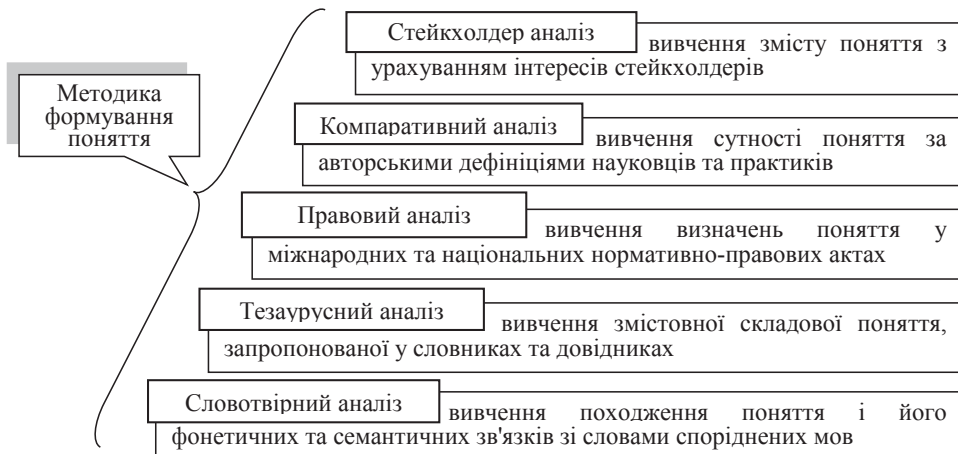 Методика
формування
поняття
Стейкхолдер аналіз
вивчення змісту поняття з
урахуванням інтересів стейкхолдерів
Компаративний аналіз
вивчення сутності поняття за
авторськими дефініціями науковців та практиків
Правовий аналіз
вивчення визначень поняття у
міжнародних та національних нормативно-правових актах
Тезаурусний аналіз
вивчення змістовної складової поняття,
запропонованої у словниках та довідниках
Словотвірний аналіз
вивчення походження поняття і його
фонетичних та семантичних зв'язків зі словами споріднених мов